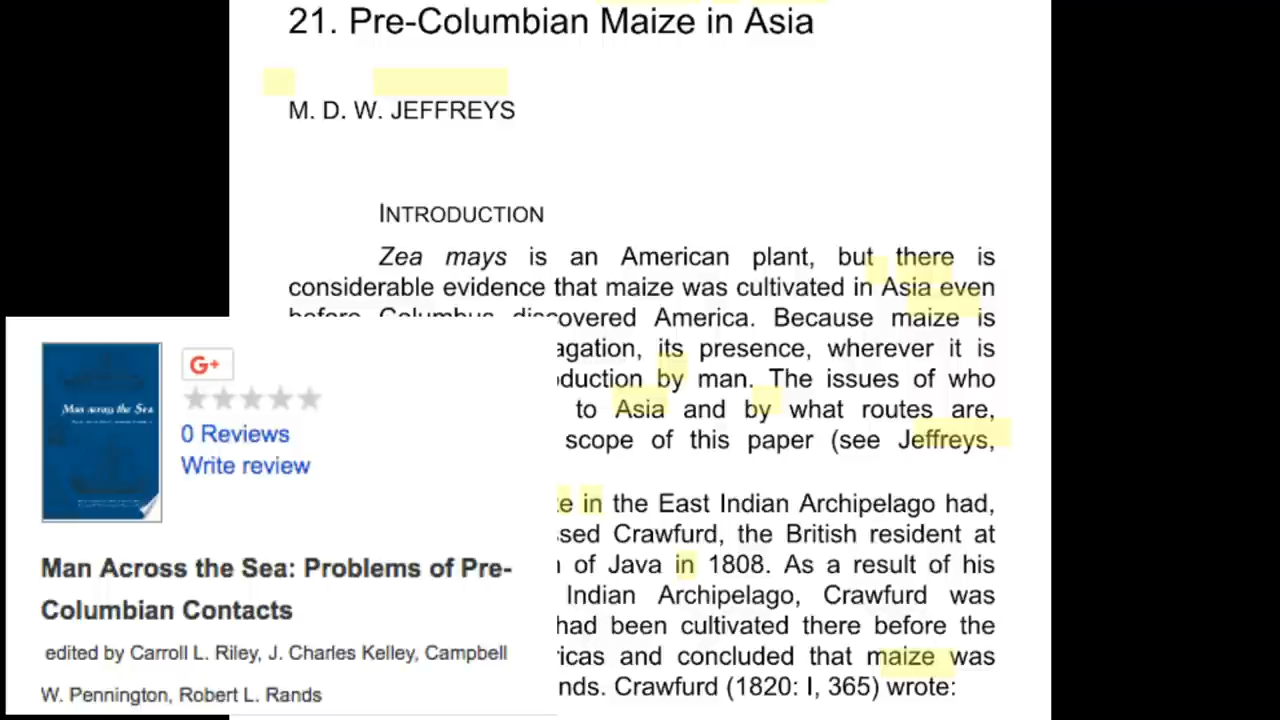 21. Pre-Columbian Maize in Asia
M. D. W. JEFFREYS
INTRODUCTION
Zea mays is an American plant, but there is
considerable evidence that maize was cultivated in Asia even
before Columbus discovered America. Because maize is
agation, its presence, wherever it is
duction by man. The issues of who
to Asia and by what routes are,
scope of this paper (see Jeffreys,
e in the East Indian Archipelago had,
sed Crawfurd, the British resident at
of Java in 1808. As a result of his
Indian Archipelago, Crawfurd was
had been cultivated there before the
icas and concluded that maize was
nds. Crawfurd (1820: I, 365) wrote:
Man across the Sea
G+
0 Reviews
Write review
Man Across the Sea: Problems of Pre-
Columbian Contacts
edited by Carroll L. Riley, J. Charles Kelley, Campbell
W. Pennington, Robert L. Rands